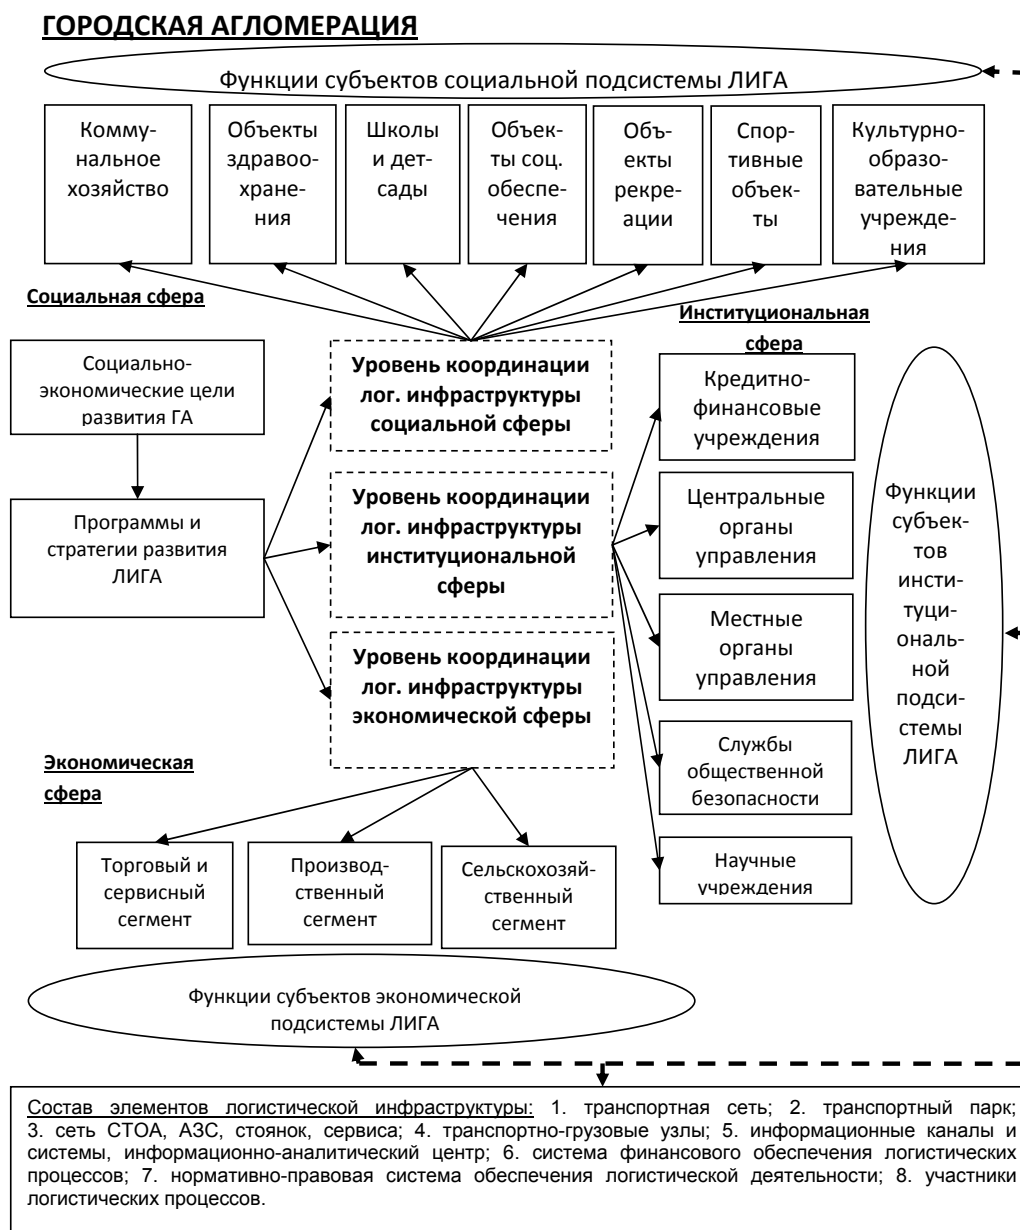 ГОРОДСКАЯ АГЛОМЕРАЦИЯ
Функции субъектов социальной подсистемы ЛИГА
Комму-
нальное
хозяйство
Объекты
здравоо-
хране-
ния
Школы
и дет-
сады
Объек-
ты соц.
обеспе-
чения
Объ-
екты
рекре-
ации
Спор-
тивные
объек-
ты
Культурно-
образо-
вательные
учрежде-
ния
Социальная сфера
Институциональная
сфера
Социально-
экономические цели
развития ГА
Уровень координации
лог. инфраструктуры
социальной сферы
Кредитно-
финансовые
учреждения
Программы и
стратегии развития
ЛИГА
Уровень координации
лог. инфраструктуры
институциональной
сферы
Центральные
органы
управления
Функции
субъек-
тов
инсти-
туци-
ональ-
ной
подси-
стемы
ЛИГА
Местные
органы
управления
Уровень координации
лог. инфраструктуры
экономической сферы
Службы
общественной
безопасности
Экономическая
сфера
Научные
учреждения
Торговый и
сервисный
сегмент
Производ-
ственный
сегмент
Сельскохозяй-
ственный
сегмент
Функции субъектов экономической
подсистемы ЛИГА
Состав элементов логистической инфраструктуры: 1. транспортная сеть; 2. транспортный парк;
3. сеть СТОА, АЗС, стоянок, сервиса; 4. транспортно-грузовые узлы; 5. информационные каналы и
системы, информационно-аналитический центр; 6. система финансового обеспечения логистических
процессов; 7. нормативно-правовая система обеспечения логистической деятельности; 8. участники
логистических процессов.